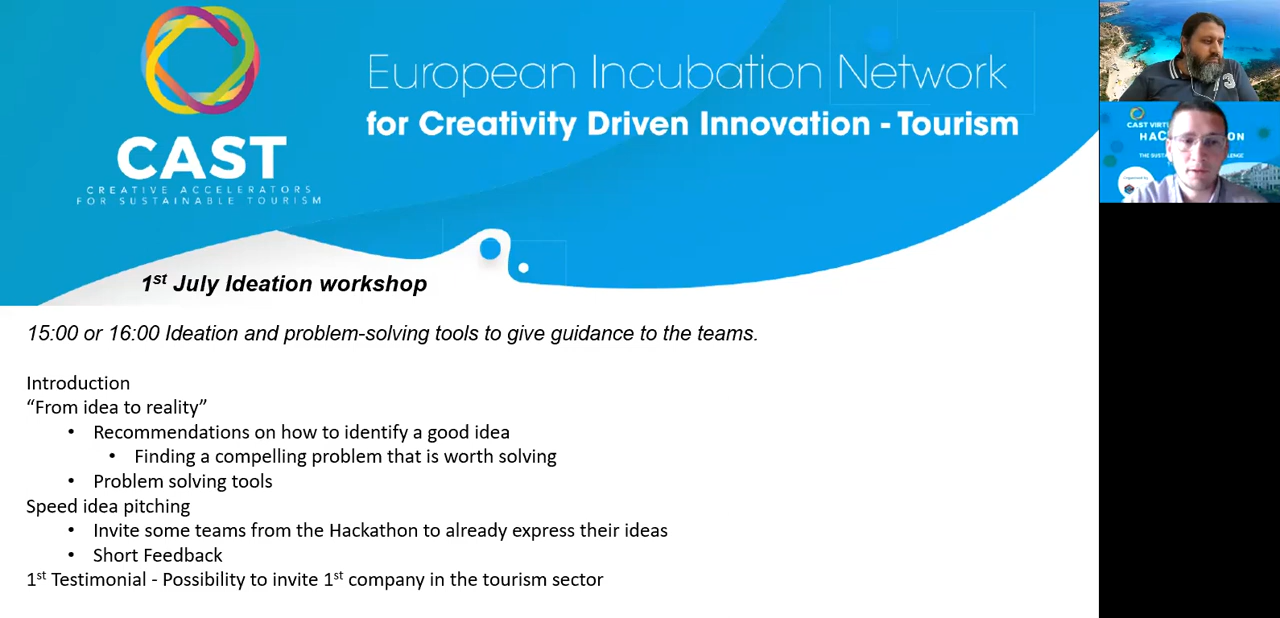 CAST
CREATIVE ACCELERATORS
FOR SUSTAINABLE TOURISM
European Incubation Network
for Creativity Driven Innovation - Tourism
1st July Ideation workshop
15:00 or 16:00 Ideation and problem-solving tools to give guidance to the teams.
Introduction
“From idea to reality”
• Recommendations on how to identify a good idea
• Finding a compelling problem that is worth solving
• Problem solving tools
Speed idea pitching
• Invite some teams from the Hackathon to already express their ideas
• Short Feedback
1st Testimonial - Possibility to invite 1st company in the tourism sector
3
CAST